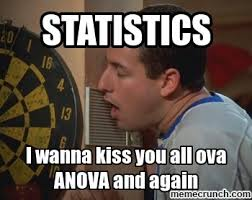 STATISTICS
I wanna kiss you all ova
ANOVA and again
memecrunch.com